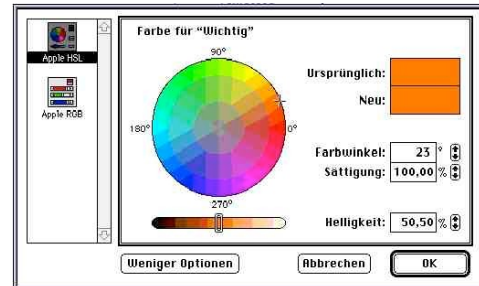 Farbe für “Wichtig”
Apple HSL
Apple RGB
90°
180°
0°
270°
Ursprünglich:
Neu:
Farbwinkel: 23 °
Sättigung: 100,00 %
Helligkeit: 50,50 %
Weniger Optionen
Abbrechen
OK